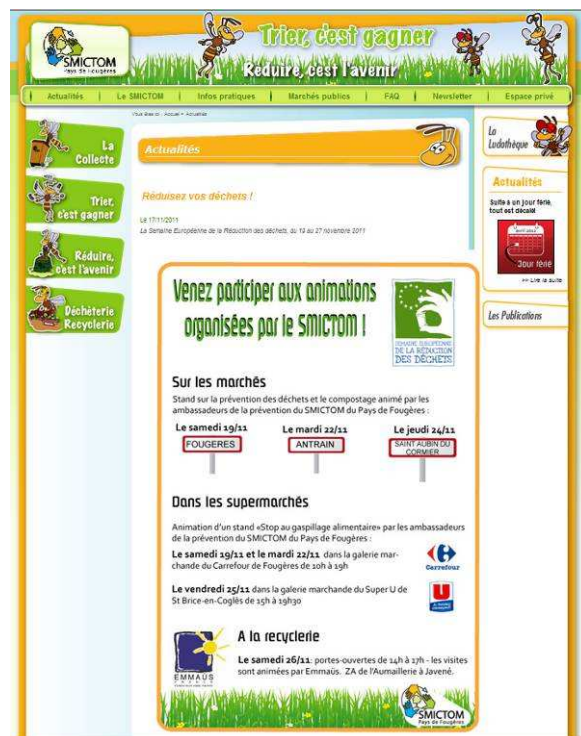 SMICTOM
Pays de Fougères
Trier, c'est gagner
Réduire, c'est l'avenir
Actualités
Le SMICTOM
Infos pratiques
Marchés publics
FAQ
Newsletter
Espace privé
Vous êtes ici : Accueil > Actualités
La
Collecte
Trier,
c'est gagner
Réduire,
c'est l'avenir
Déchèterie
Recyclerie
Actualités
Réduisez vos déchets !
Le 17/11/2011
La Semaine Européenne de la Réduction des déchets, du 19 au 27 novembre 2011
Venez participer aux animations
organisées par le SMICTOM !
SEMAINE EUROPÉENNE
DE LA RÉDUCTION
DES DÉCHETS
Sur les marchés
Stand sur la prévention des déchets et le compostage animé par les
ambassadeurs de la prévention du SMICTOM du Pays de Fougères :
Le samedi 19/11
Le mardi 22/11
Le jeudi 24/11
FOUGERES
ANTRAIN
SAINT AUBIN DU
CORMIER
Dans les supermarchés
Animation d'un stand «Stop au gaspillage alimentaire» par les ambassadeurs
de la prévention du SMICTOM du Pays de Fougères :
Le samedi 19/11 et le mardi 22/11 dans la galerie mar-
chande du Carrefour de Fougères de 10h à 19h
Carrefour
Le vendredi 25/11 dans la galerie marchande du Super U de
St Brice-en-Coglès de 15h à 19h30
U
A la recyclerie
Le samedi 26/11: portes-ouvertes de 14h à 17h - les visites
sont animées par Emmaüs. ZA de l'Aumaillerie à Javené.
EMMAÜS
SMICTOM
Pays de Fougères
La
Ludothèque
Actualités
Suite à un jour férié,
tout est décalé!
Jour férié
>> Lire la suite
Les Publications